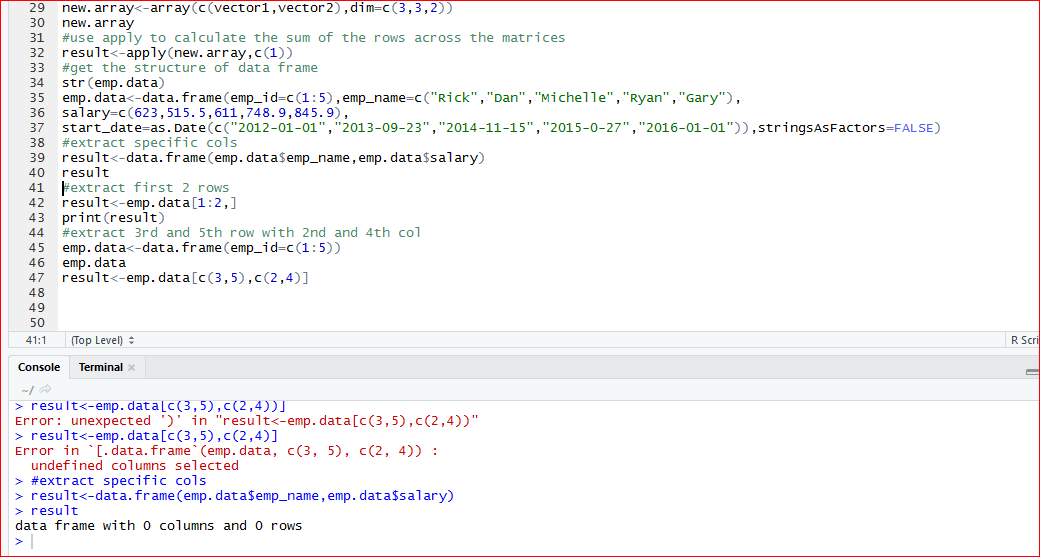 29 new.array<-array(c(vector1,vector2),dim=c(3,3,2))
30 new.array
31 #use apply to calculate the sum of the rows across the matrices
32 result<-apply(new.array,c(1))
33 #get the structure of data frame
34 str(emp.data)
35 emp.data<-data.frame(emp_id=c(1:5),emp_name=c("Rick","Dan","Michelle","Ryan","Gary"),
36 salary=c(623,515.5,611,748.9,845.9),
37 start_date=as.Date(c("2012-01-01","2013-09-23","2014-11-15","2015-0-27","2016-01-01")),stringsAsFactors=FALSE)
38 #extract specific cols
39 result<-data.frame(emp.data$emp_name,emp.data$salary)
40 result
41 #extract first 2 rows
42 result<-emp.data[1:2,]
43 print(result)
44 #extract 3rd and 5th row with 2nd and 4th col
45 emp.data<-data.frame(emp_id=c(1:5))
46 emp.data
47 result<-emp.data[c(3,5),c(2,4)]
48
49
50
41:1 (Top Level) R Scri
Console Terminal
~/
> result<-emp.data[c(3,5),c(2,4))]
Error: unexpected ')' in "result<-emp.data[c(3,5),c(2,4))"
> result<-emp.data[c(3,5),c(2,4)]
Error in `[.data.frame`(emp.data, c(3, 5), c(2, 4)) :
undefined columns selected
> #extract specific cols
> result<-data.frame(emp.data$emp_name,emp.data$salary)
> result
data frame with 0 columns and 0 rows
>